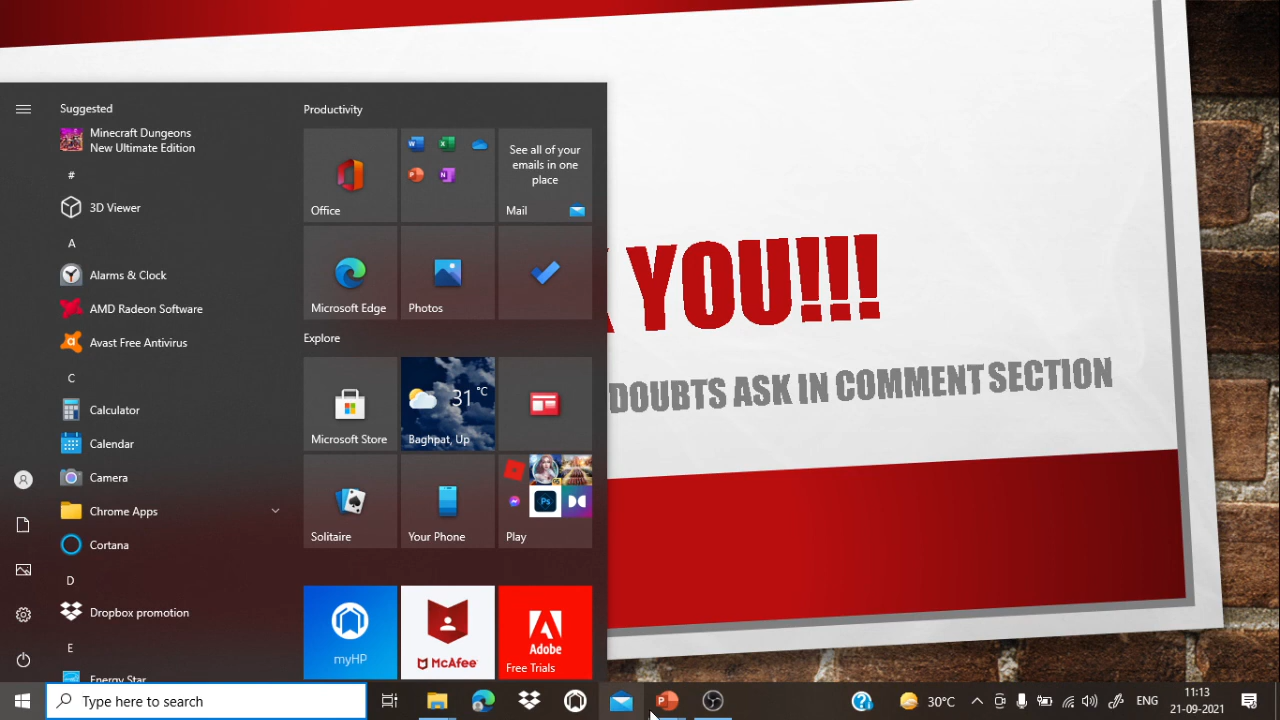 Suggested
Minecraft Dungeons
New Ultimate Edition
#
3D Viewer
A
Alarms & Clock
AMD Radeon Software
Avast Free Antivirus
C
Calculator
Calendar
Camera
Chrome Apps
Cortana
D
Dropbox promotion
E
Energy Star
Productivity
Office
See all of your
emails in one
place
Mail
Microsoft Edge
Photos
Explore
Microsoft Store
31°C
Baghpat, Up
Solitaire
Your Phone
Ps
Play
myHP
McAfee
Adobe
Free Trials
YOU!!!
DOUBTS ASK IN COMMENT SECTION
Type here to search
30°C
ENG
11:13
21-09-2021